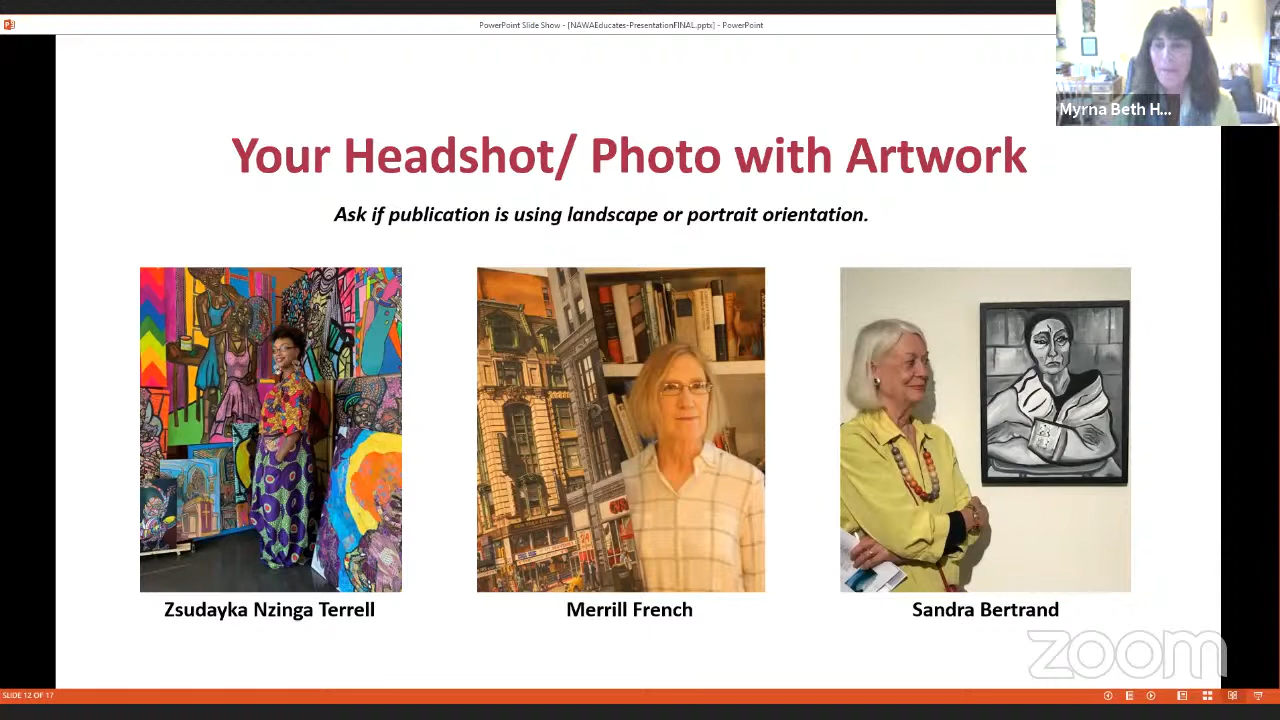 PowerPoint Slide Show - [NAWAEducates-PresentationFINAL.pptx] - PowerPoint
Myrna Beth H...
Your Headshot/ Photo with Artwork
Ask if publication is using landscape or portrait orientation.
Zsudayka Nzinga Terrell
Merrill French
Sandra Bertrand
zoom
SLIDE 12 OF 17